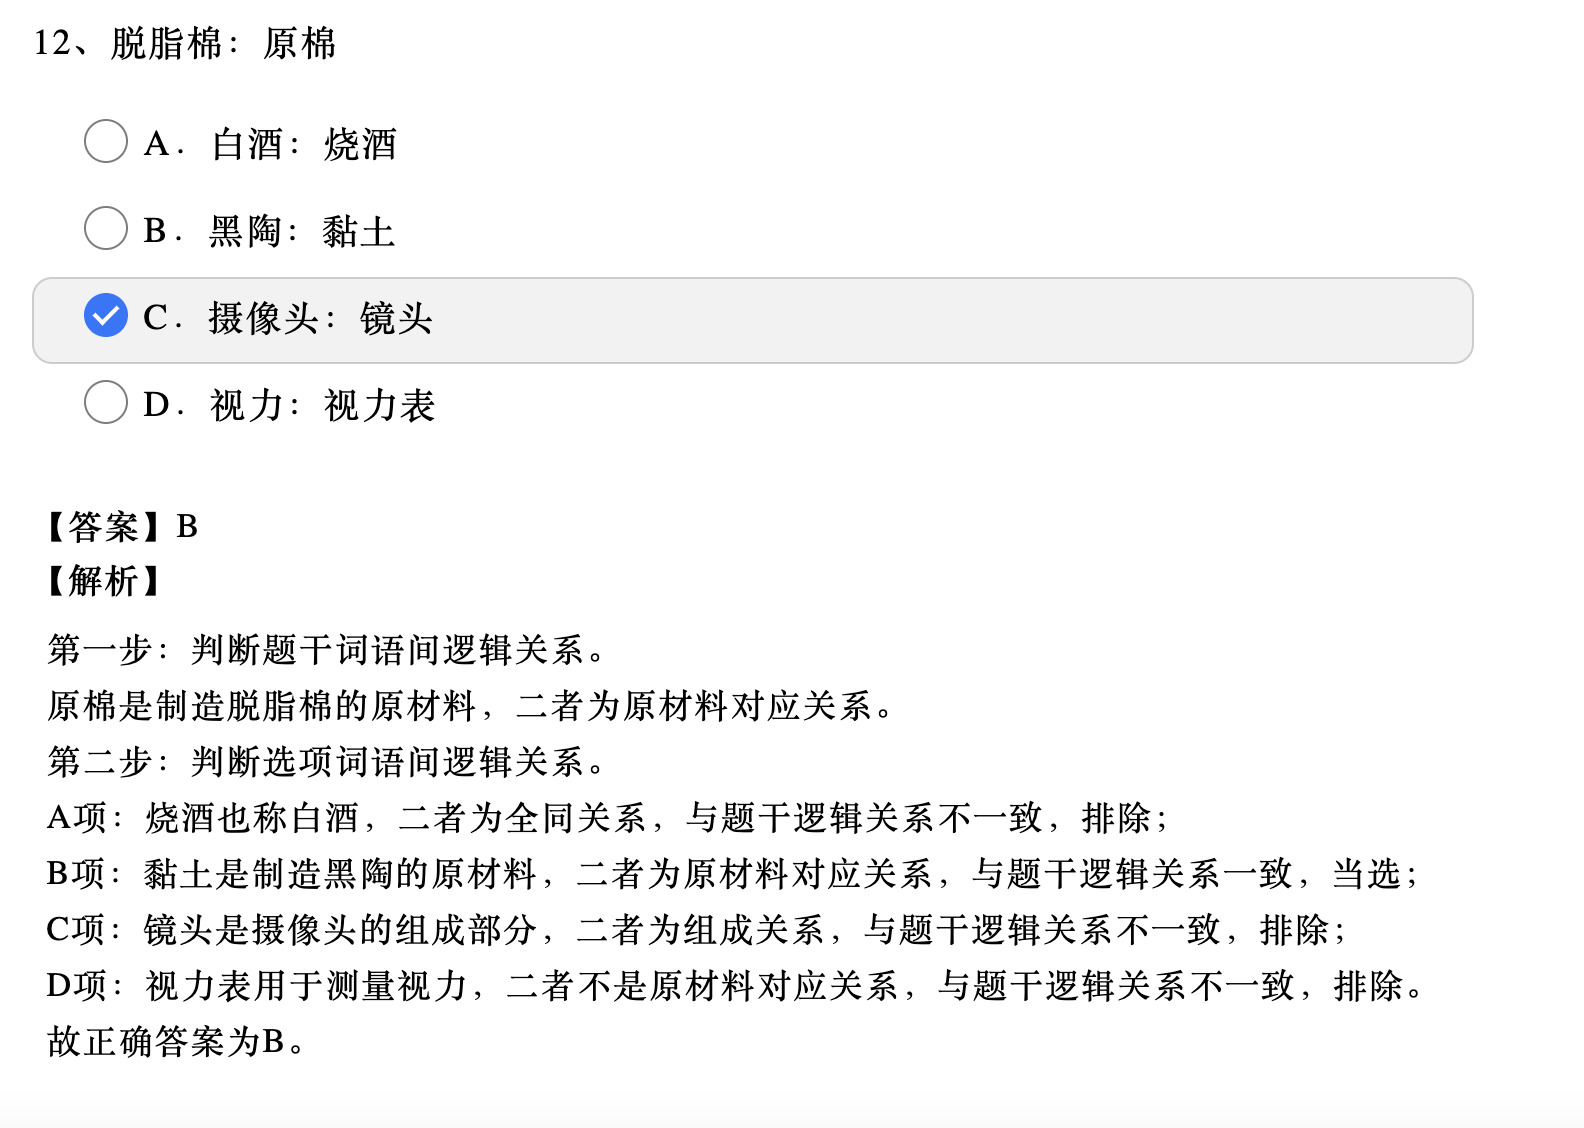 12、脱脂棉：原棉
A．白酒：烧酒
B．黑陶：黏土
C．摄像头：镜头
D．视力：视力表
【答案】B
【解析】
第一步：判断题干词语间逻辑关系。
原棉是制造脱脂棉的原材料，二者为原材料对应关系。
第二步：判断选项词语间逻辑关系。
A项：烧酒也称白酒，二者为全同关系，与题干逻辑关系不一致，排除；
B项：黏土是制造黑陶的原材料，二者为原材料对应关系，与题干逻辑关系一致，当选；
C项：镜头是摄像头的组成部分，二者为组成关系，与题干逻辑关系不一致，排除；
D项：视力表用于测量视力，二者不是原材料对应关系，与题干逻辑关系不一致，排除。
故正确答案为B。